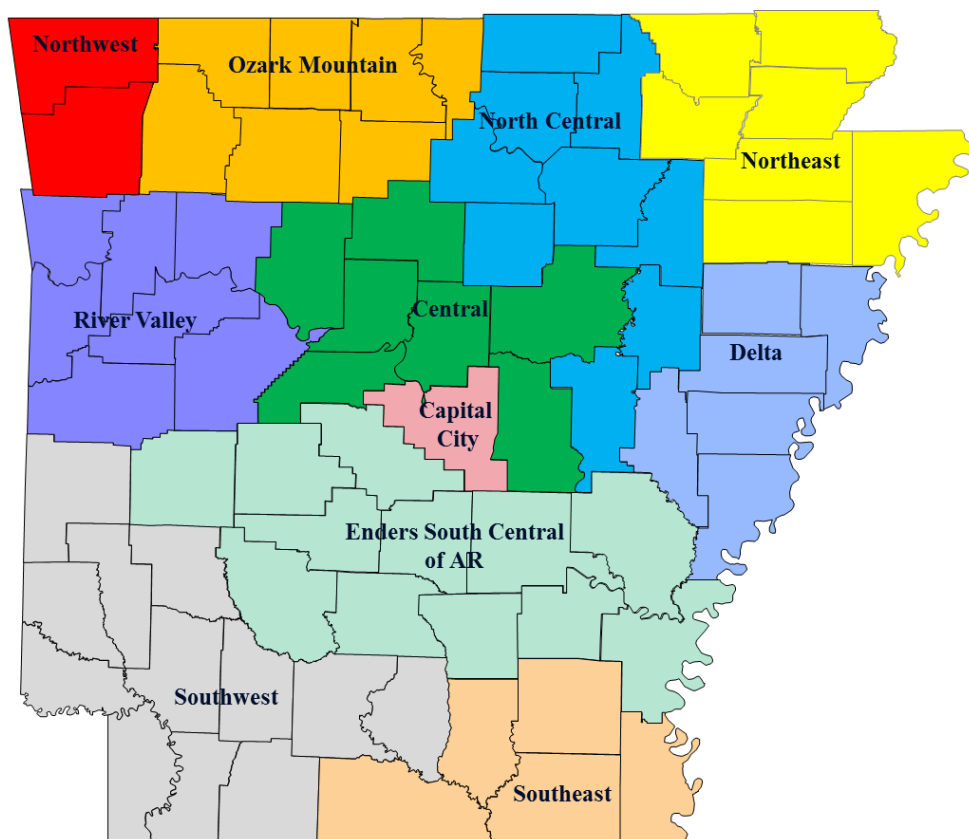 Northwest
Ozark Mountain
North Central
Northeast
River Valley
Central
Delta
Capital
City
Enders South Central
of AR
Southwest
Southeast